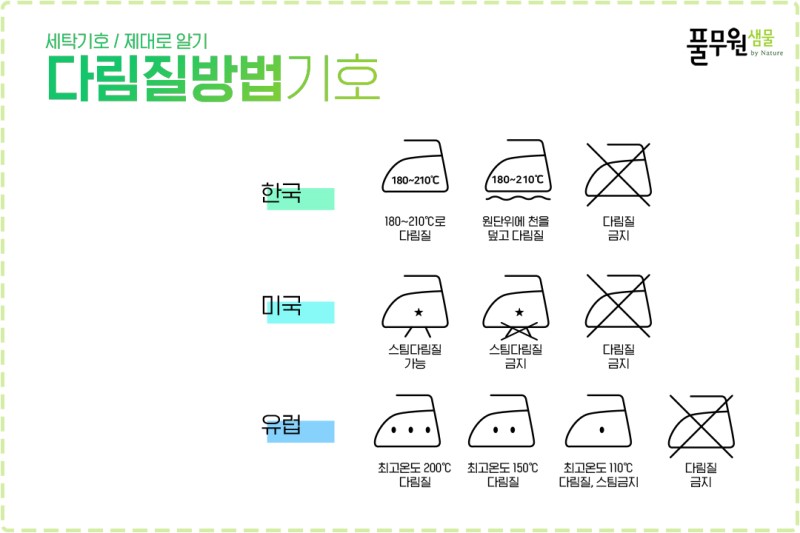 세탁기호 / 제대로 알기
다림질방법기호
풀무원샘물
by Nature
한국
180~210℃
180~210℃
180~210℃로
다림질
원단위에 천을
덮고 다림질
다림질
금지
미국
스팀다림질
가능
스팀다림질
금지
다림질
금지
유럽
최고온도 200℃
다림질
최고온도 150℃
다림질
최고온도 110℃
다림질, 스팀금지
다림질
금지